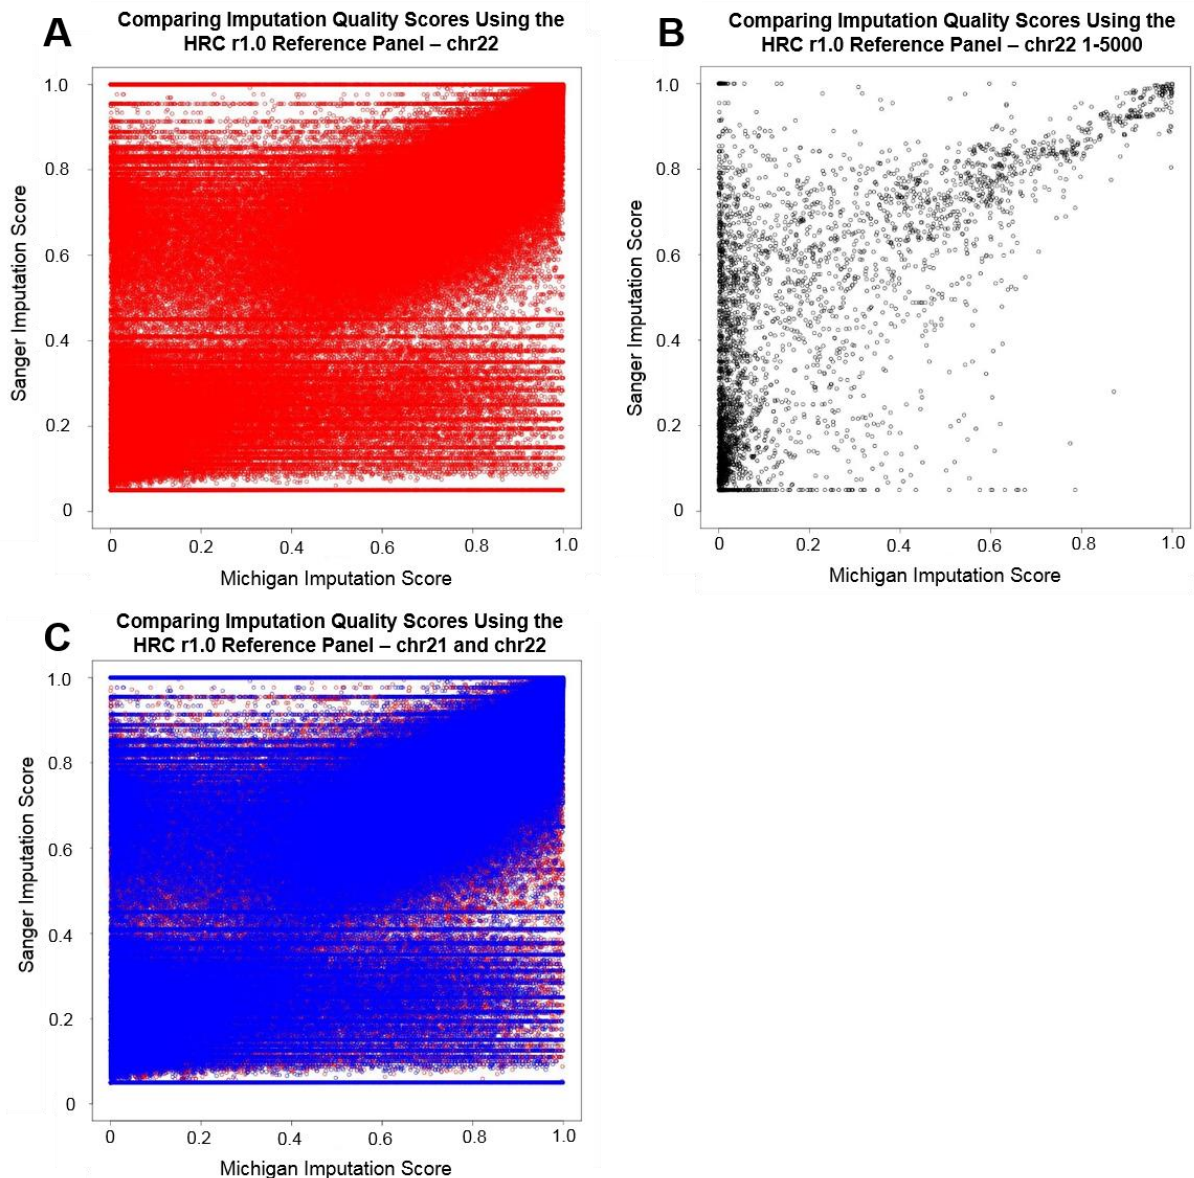 A
Comparing Imputation Quality Scores Using the
HRC r1.0 Reference Panel – chr22
1.0
0.8
0.6
0.4
0.2
0
Sanger Imputation Score
0 0.2 0.4 0.6 0.8 1.0
Michigan Imputation Score
B
Comparing Imputation Quality Scores Using the
HRC r1.0 Reference Panel – chr22 1-5000
1.0
0.8
0.6
0.4
0.2
0
Sanger Imputation Score
0 0.2 0.4 0.6 0.8 1.0
Michigan Imputation Score
C
Comparing Imputation Quality Scores Using the
HRC r1.0 Reference Panel – chr21 and chr22
1.0
0.8
0.6
0.4
0.2
0
Sanger Imputation Score
0 0.2 0.4 0.6 0.8 1.0
Michigan Imputation Score